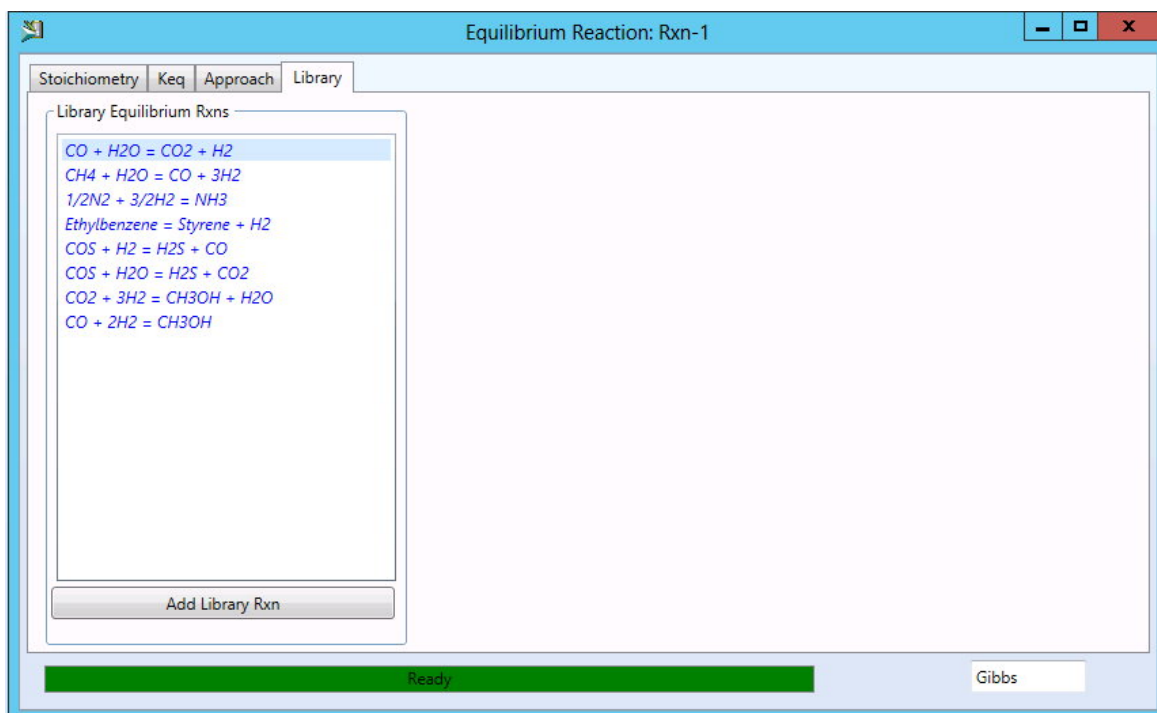 Equilibrium Reaction: Rxn-1
Stoichiometry Keq Approach Library
Library Equilibrium Rxns
CO + H2O = CO2 + H2
CH4 + H2O = CO + 3H2
1/2N2 + 3/2H2 = NH3
Ethylbenzene = Styrene + H2
COS + H2 = H2S + CO
COS + H2O = H2S + CO2
CO2 + 3H2 = CH3OH + H2O
CO + 2H2 = CH3OH
Add Library Rxn
Ready Gibbs